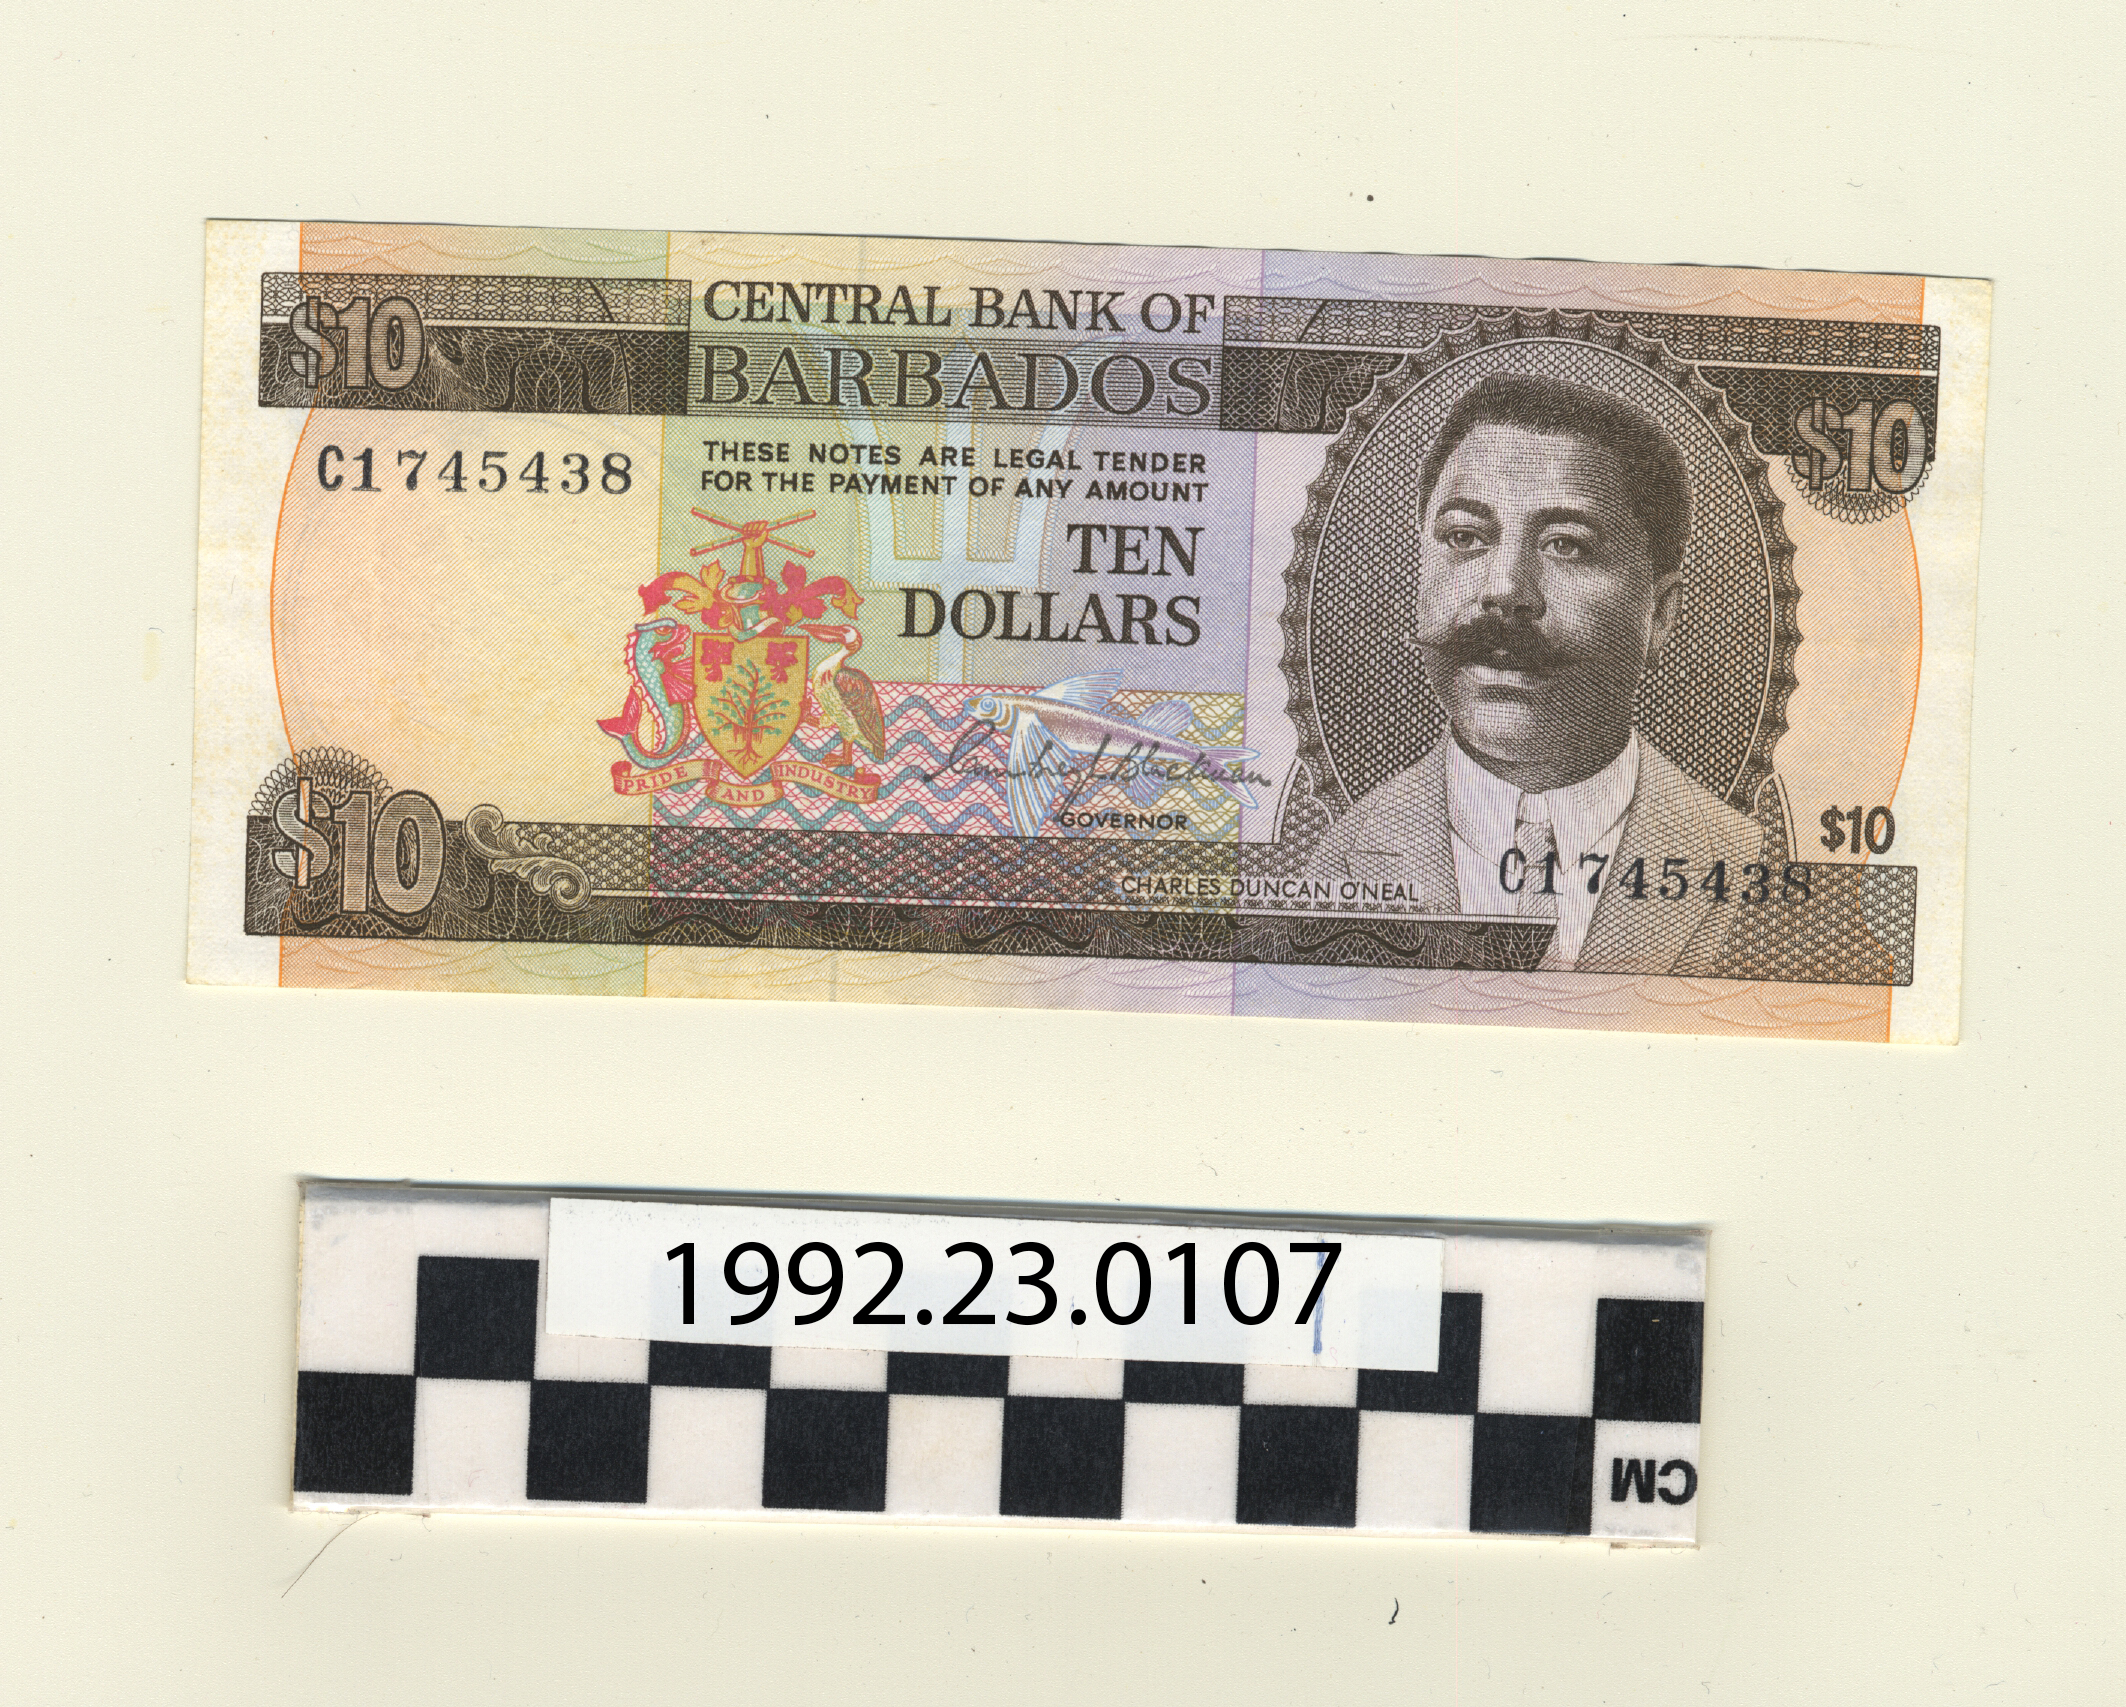 $10
CENTRAL BANK OF
BARBADOS
$10
C1745438
THESE NOTES ARE LEGAL TENDER
FOR THE PAYMENT OF ANY AMOUNT
TEN
DOLLARS
PRIDE AND INDUSTRY
GOVERNOR
$10
$10
CHARLES DUNCAN O'NEAL
C1745438
1992.23.0107
CM